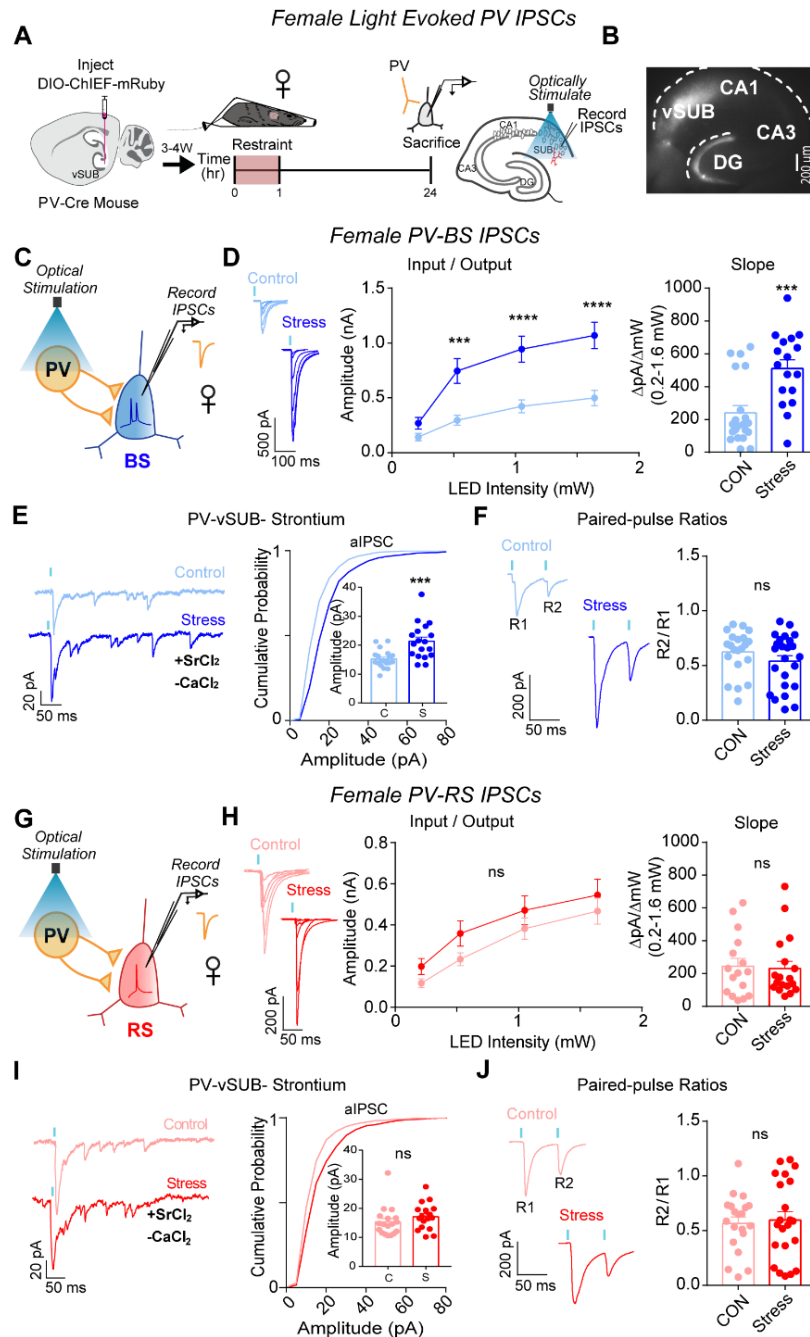 Female Light Evoked PV IPSCs
A
Inject
DIO-ChIEF-mRuby
vSUB
PV-Cre Mouse
3-4W
♀
Restraint
Time
(hr)
0
1
24
PV
Sacrifice
Optically
Stimulate
Record
IPSCs
CA1
SUB
CA3
DG
B
CA1
vSUB
CA3
DG
200 µm
Female PV-BS IPSCs
C
Optical
Stimulation
Record
IPSCs
PV
♀
BS
D
Control
Stress
500 pA
100 ms
Input / Output
Amplitude (nA)
1.5
1.0
0.5
0.0
***
****
****
0
1
2
LED Intensity (mW)
Slope
ΔpA/ΔmW
(0.2-1.6 mW)
1000
800
600
400
200
0
***
CON
Stress
E
PV-vSUB- Strontium
Control
Stress
+SrCl₂
-CaCl₂
20 pA
50 ms
aIPSC
Cumulative Probability
1
0
Amplitude (pA)
40
30
20
10
0
***
C
S
0
20
40
60
80
Amplitude (pA)
F
Paired-pulse Ratios
Control
R1
R2
Stress
200 pA
50 ms
R2/R1
1.5
1.0
0.5
0.0
ns
CON
Stress
Female PV-RS IPSCs
G
Optical
Stimulation
Record
IPSCs
PV
♀
RS
H
Control
Stress
200 pA
50 ms
Input / Output
Amplitude (nA)
0.8
0.6
0.4
0.2
0.0
ns
0
1
2
LED Intensity (mW)
Slope
ΔpA/ΔmW
(0.2-1.6 mW)
1000
800
600
400
200
0
ns
CON
Stress
I
PV-vSUB- Strontium
Control
Stress
+SrCl₂
-CaCl₂
20 pA
50 ms
aIPSC
Cumulative Probability
1
0
Amplitude (pA)
40
30
20
10
0
ns
C
S
0
20
40
60
80
Amplitude (pA)
J
Paired-pulse Ratios
Control
R1
R2
Stress
200 pA
50 ms
R2/R1
1.5
1.0
0.5
0.0
ns
CON
Stress